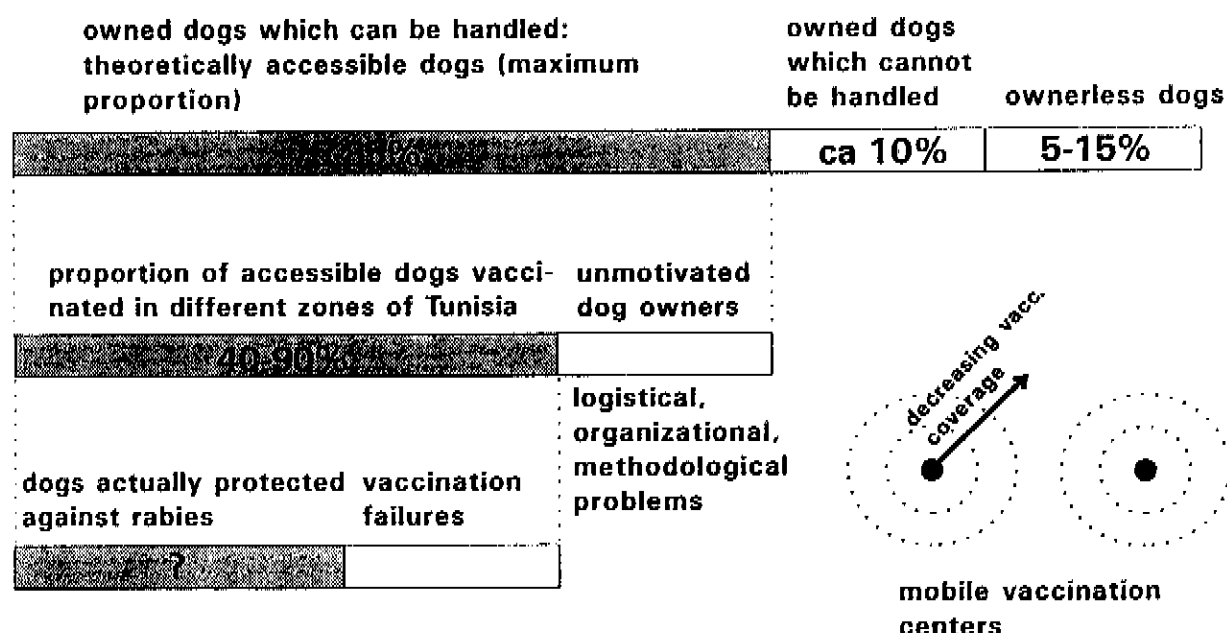 owned dogs which can be handled:
theoretically accessible dogs (maximum
proportion)
owned dogs
which cannot
be handled
ownerless dogs
ca 10%
5-15%
proportion of accessible dogs vacci-
nated in different zones of Tunisia
unmotivated
dog owners
40-90%
logistical,
organizational,
methodological
problems
dogs actually protected
against rabies
vaccination
failures
?
decreasing vacc.
coverage
mobile vaccination
centers